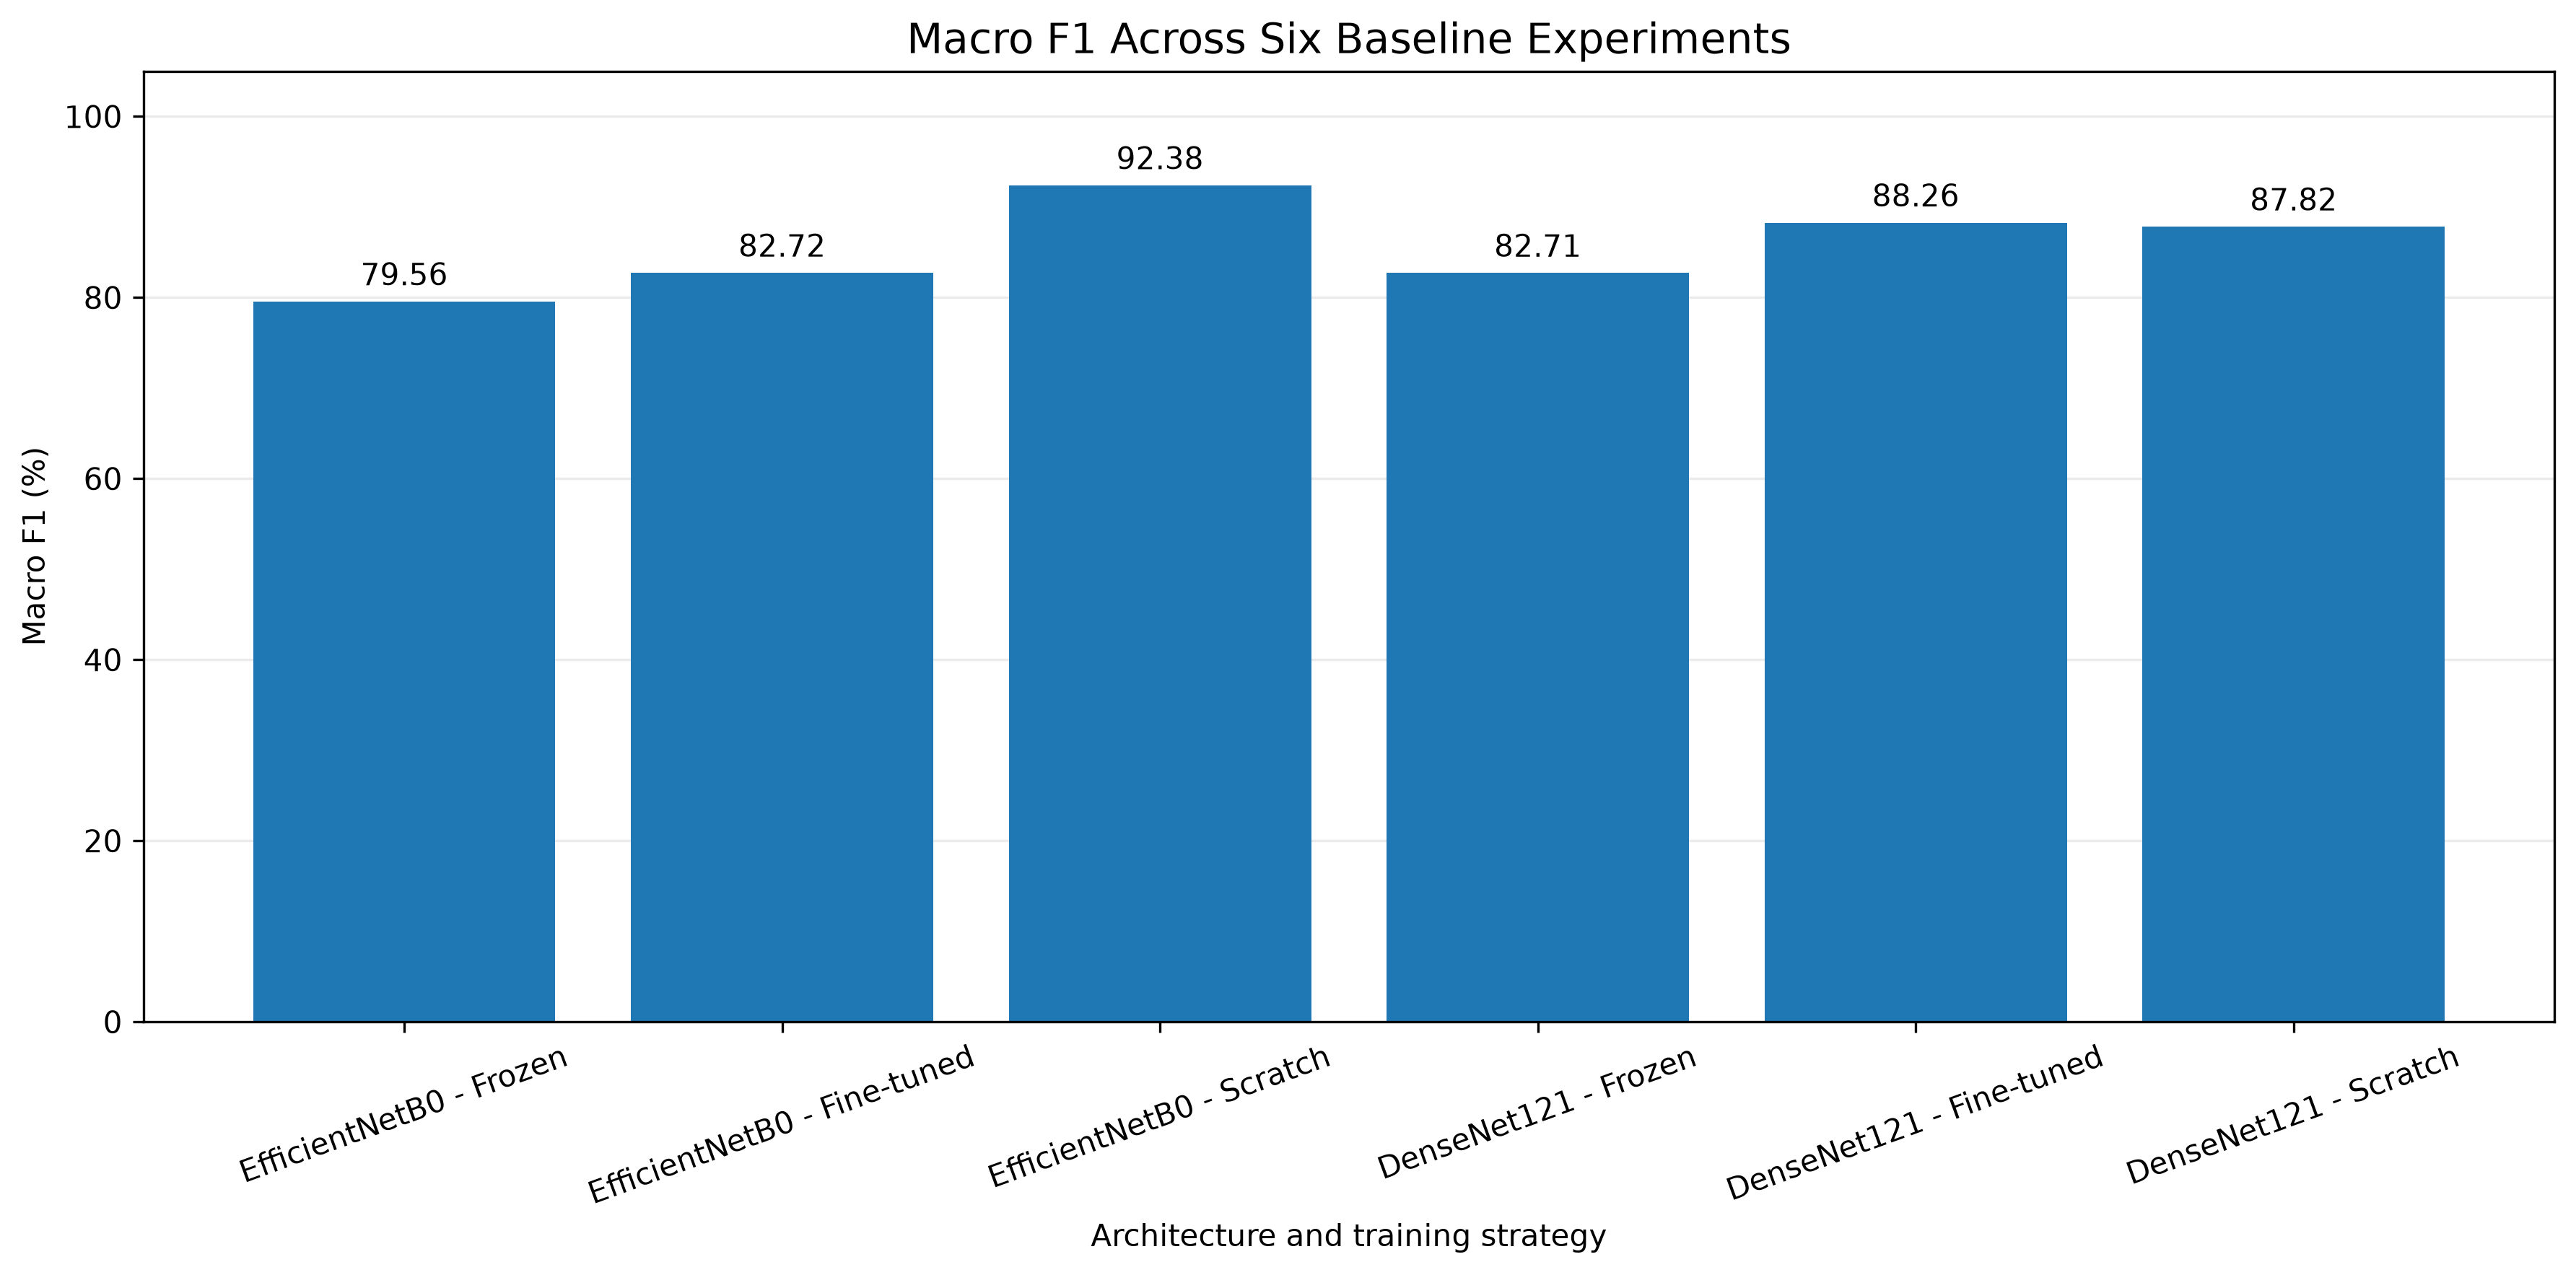 Macro F1 Across Six Baseline Experiments
Macro F1 (%)
100
80
60
40
20
0
79.56
82.72
92.38
82.71
88.26
87.82
EfficientNetB0 - Frozen
EfficientNetB0 - Fine-tuned
EfficientNetB0 - Scratch
DenseNet121 - Frozen
DenseNet121 - Fine-tuned
DenseNet121 - Scratch
Architecture and training strategy